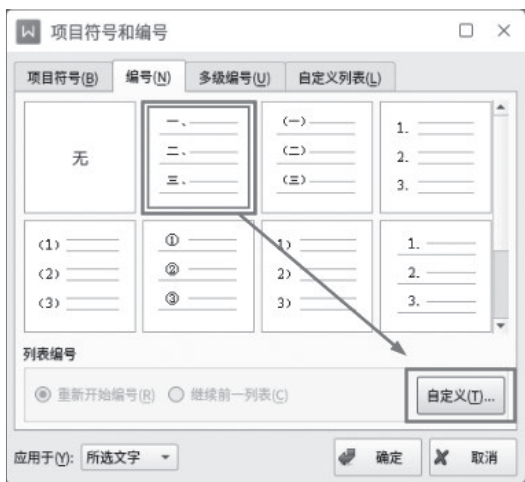 W 项目符号和编号
项目符号(B) 编号(N) 多级编号(U) 自定义列表(L)
无
一、
二、
三、
(一)
(二)
(三)
1.
2.
3.
(1)
(2)
(3)
①
②
③
1)
2)
3)
1.
2.
3.
列表编号
重新开始编号(R) 继续前一列表(C) 自定义(T)...
应用于(Y): 所选文字 确定 取消